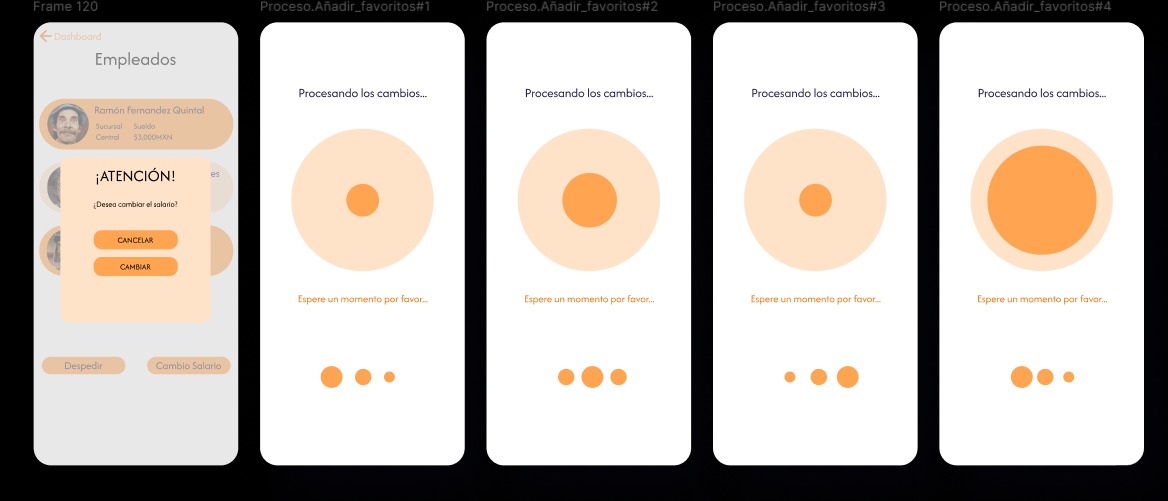 Frame 120
Proceso.Añadir_favoritos#1
Proceso.Añadir_favoritos#2
Proceso.Añadir_favoritos#3
Proceso.Añadir_favoritos#4
Dashboard
Empleados
Ramón Fernandez Quintal
Sucursal Sueldo
Central $3,000MXN
es
¡ATENCIÓN!
¿Desea cambiar el salario?
CANCELAR
CAMBIAR
Despedir
Cambio Salario
Procesando los cambios...
Espere un momento por favor...
Procesando los cambios...
Espere un momento por favor...
Procesando los cambios...
Espere un momento por favor...
Procesando los cambios...
Espere un momento por favor...